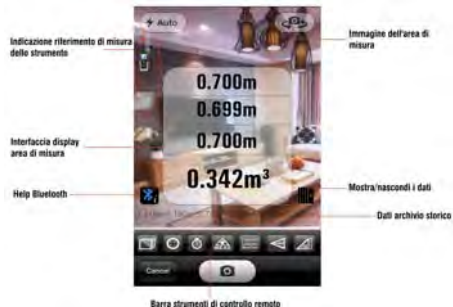 Auto
Indicazione riferimento di misura
dello strumento
Immagine dell'area di
misura
0.700m
0.699m
0.700m
0.342m³
Interfaccia display
area di misura
Help Bluetooth
Mostra/nascondi i dati
Dati archivio storico
Cancel
Barra strumenti di controllo remoto